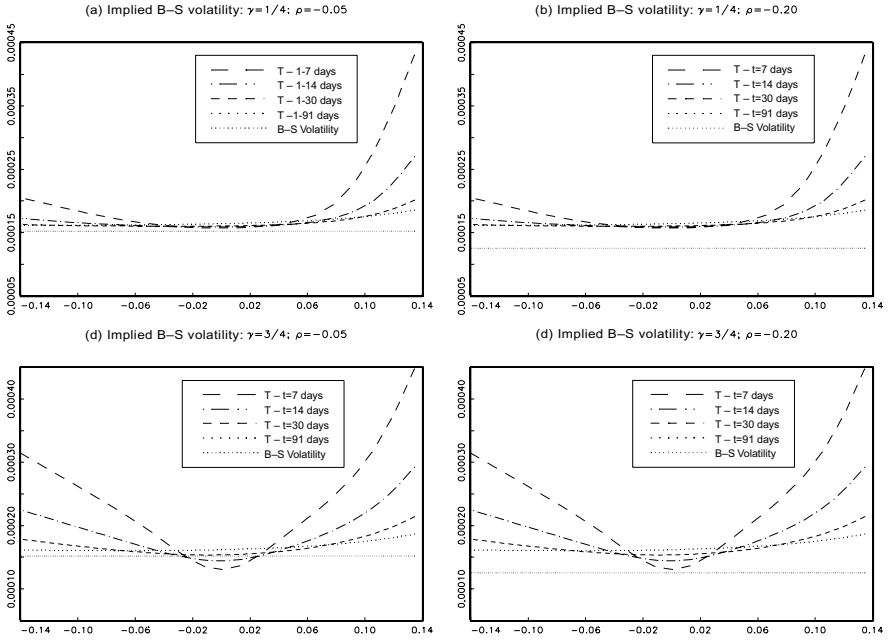 (a) Implied B–S volatility: γ=1/4; ρ=−0.05
0.00045
0.00035
0.00025
0.00015
0.00005
T – 1-7 days
T – 1-14 days
T – 1-30 days
T –1-91 days
B–S Volatility
−0.14 −0.10 −0.06 −0.02 0.02 0.06 0.10 0.14
(b) Implied B–S volatility: γ=1/4; ρ=−0.20
0.00045
0.00035
0.00025
0.00015
0.00005
T – t=7 days
T – t=14 days
T – t=30 days
T – t=91 days
B–S Volatility
−0.14 −0.10 −0.06 −0.02 0.02 0.06 0.10 0.14
(d) Implied B–S volatility: γ=3/4; ρ=−0.05
0.00040
0.00030
0.00020
0.00010
T – t=7 days
T – t=14 days
T – t=30 days
T – t=91 days
B–S Volatility
−0.14 −0.10 −0.06 −0.02 0.02 0.06 0.10 0.14
(d) Implied B–S volatility: γ=3/4; ρ=−0.20
0.00040
0.00030
0.00020
0.00010
T – t=7 days
T – t=14 days
T – t=30 days
T – t=91 days
B–S Volatility
−0.14 −0.10 −0.06 −0.02 0.02 0.06 0.10 0.14